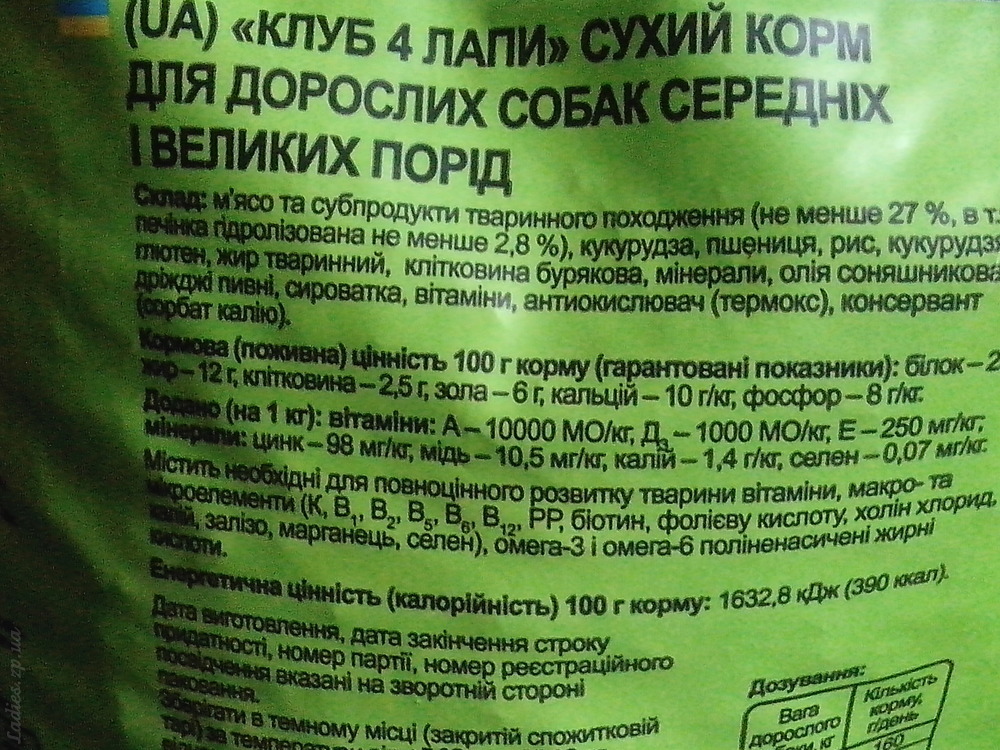 (UA) «КЛУБ 4 ЛАПИ» СУХИЙ КОРМ
ДЛЯ ДОРОСЛИХ СОБАК СЕРЕДНІХ
І ВЕЛИКИХ ПОРІД
Склад: м'ясо та субпродукти тваринного походження (не менше 27 %, в т.
печінка гідролізована не менше 2,8 %), кукурудза, пшениця, рис,
глютен, жир тваринний, клітковина бурякова, мінерали, олія соняшникова
дріжджі пивні, сироватка, вітаміни, антиокислювач (термокс), консервант
(сорбат калію).
Кормова (поживна) цінність 100 г корму (гарантовані показники): білок – 2
жир – 12 г, клітковина – 2,5 г, зола – 6 г, кальцій – 10 г/кг, фосфор – 8 г/кг.
Додано (на 1 кг): вітаміни: А – 10000 МО/кг, Д₃ – 1000 МО/кг, Е – 250 мг/кг;
мінерали: цинк – 98 мг/кг, мідь – 10,5 мг/кг, калій – 1,4 г/кг, селен – 0,07 мг/кг.
Містить необхідні для повноцінного розвитку тварини вітаміни, макро- та
мікроелементи (К, В₁, В₂, В₅, В₆, В₁₂, РР, біотин, фолієву кислоту, холін хлорид,
калій, залізо, марганець, селен), омега-3 і омега-6 поліненасичені жирні
кислоти.
Енергетична цінність (калорійність) 100 г корму: 1632,8 кДж (390 ккал).
Дата виготовлення, дата закінчення строку
придатності, номер партії, номер реєстраційного
посвідчення вказані на зворотній стороні
паковання.
Зберігати в темному місці (закритій спожитковій
тарі) за температури
Дозування:
Вага
дорослого
Кількість
корму,
г/день
160
Ladies.zp.ua